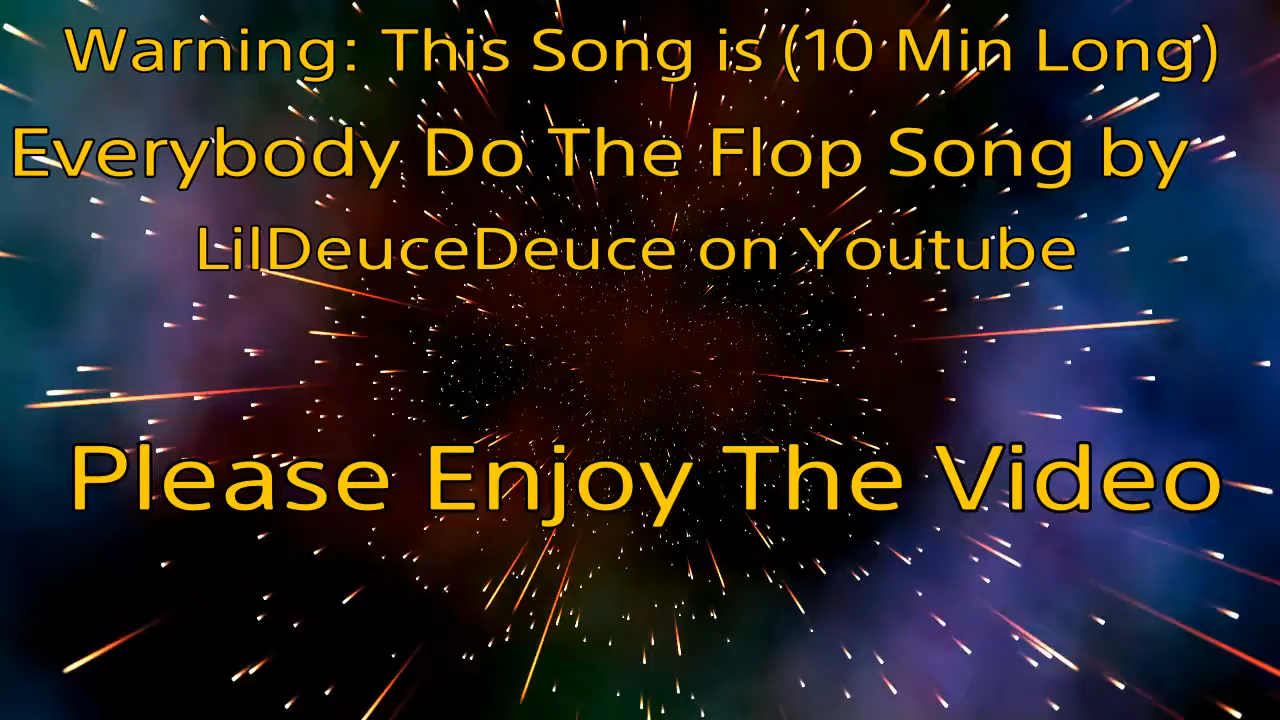 Warning: This Song is (10 Min Long)
Everybody Do The Flop Song by
LilDeuceDeuce on Youtube
Please Enjoy The Video